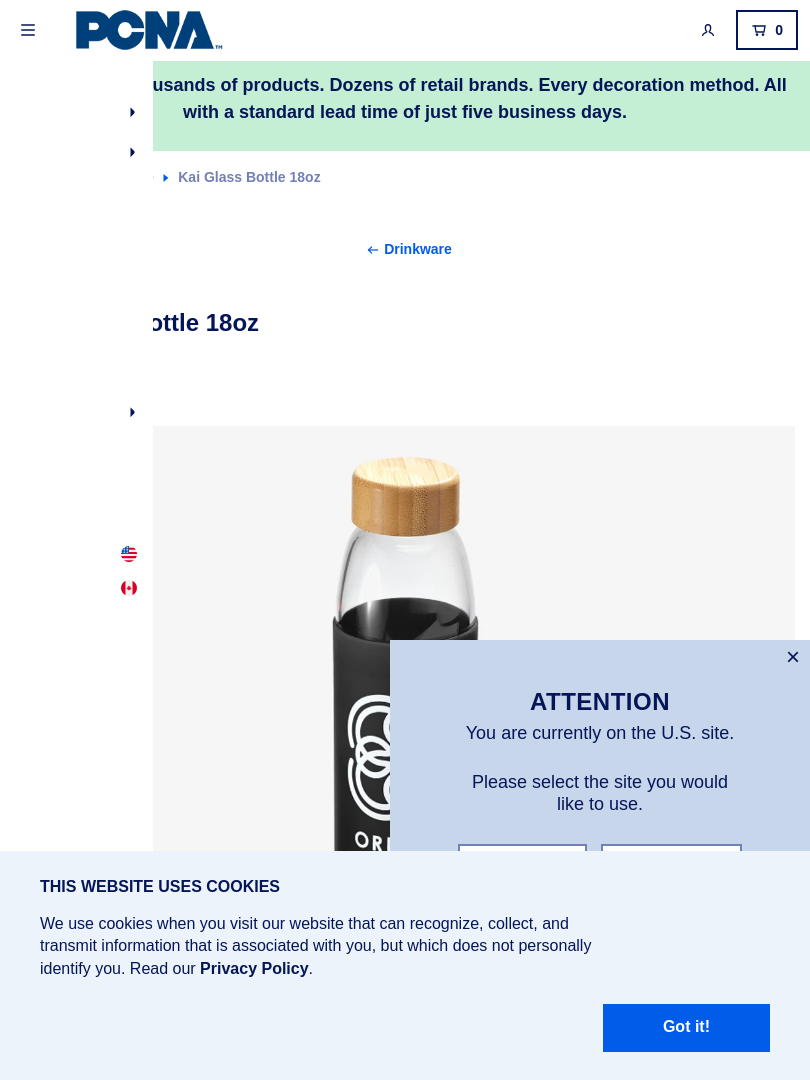 PCNA™
0
usands of products. Dozens of retail brands. Every decoration method. All
with a standard lead time of just five business days.
Kai Glass Bottle 18oz
Drinkware
ottle 18oz
ATTENTION
You are currently on the U.S. site.
Please select the site you would
like to use.
THIS WEBSITE USES COOKIES
We use cookies when you visit our website that can recognize, collect, and
transmit information that is associated with you, but which does not personally
identify you. Read our Privacy Policy.
Got it!